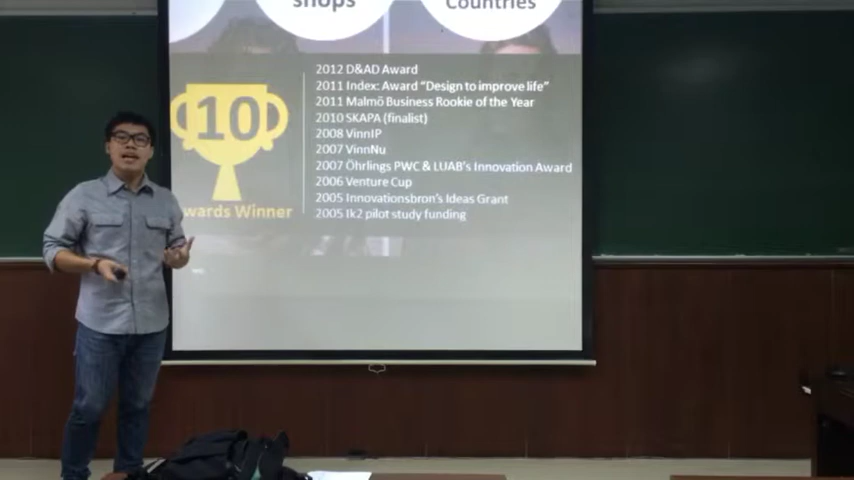 shops
Countries
2012 D&AD Award
2011 Index: Award "Design to improve life"
2011 Malmö Business Rookie of the Year
2010 SKAPA (finalist)
2008 VinnIP
2007 VinnNu
2007 Öhrlings PWC & LUAB's Innovation Award
2006 Venture Cup
2005 Innovationsbron's Ideas Grant
2005 Ik2 pilot study funding
10
wards Winner